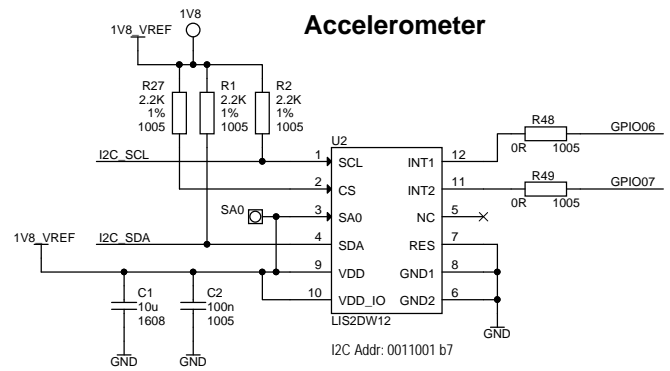 Accelerometer
1V8
1V8_VREF
R27
2.2K
1%
1005
R1
2.2K
1%
1005
R2
2.2K
1%
1005
I2C_SCL
I2C_SDA
SA0
1V8_VREF
C1
10u
1608
C2
100n
1005
GND
GND
U2
1 SCL
2 CS
3 SA0
4 SDA
9 VDD
10 VDD_IO
INT1 12
INT2 11
NC 5
RES 7
GND1 8
GND2 6
LIS2DW12
I2C Addr: 0011001 b7
R48
0R 1005
GPIO06
R49
0R 1005
GPIO07
GND